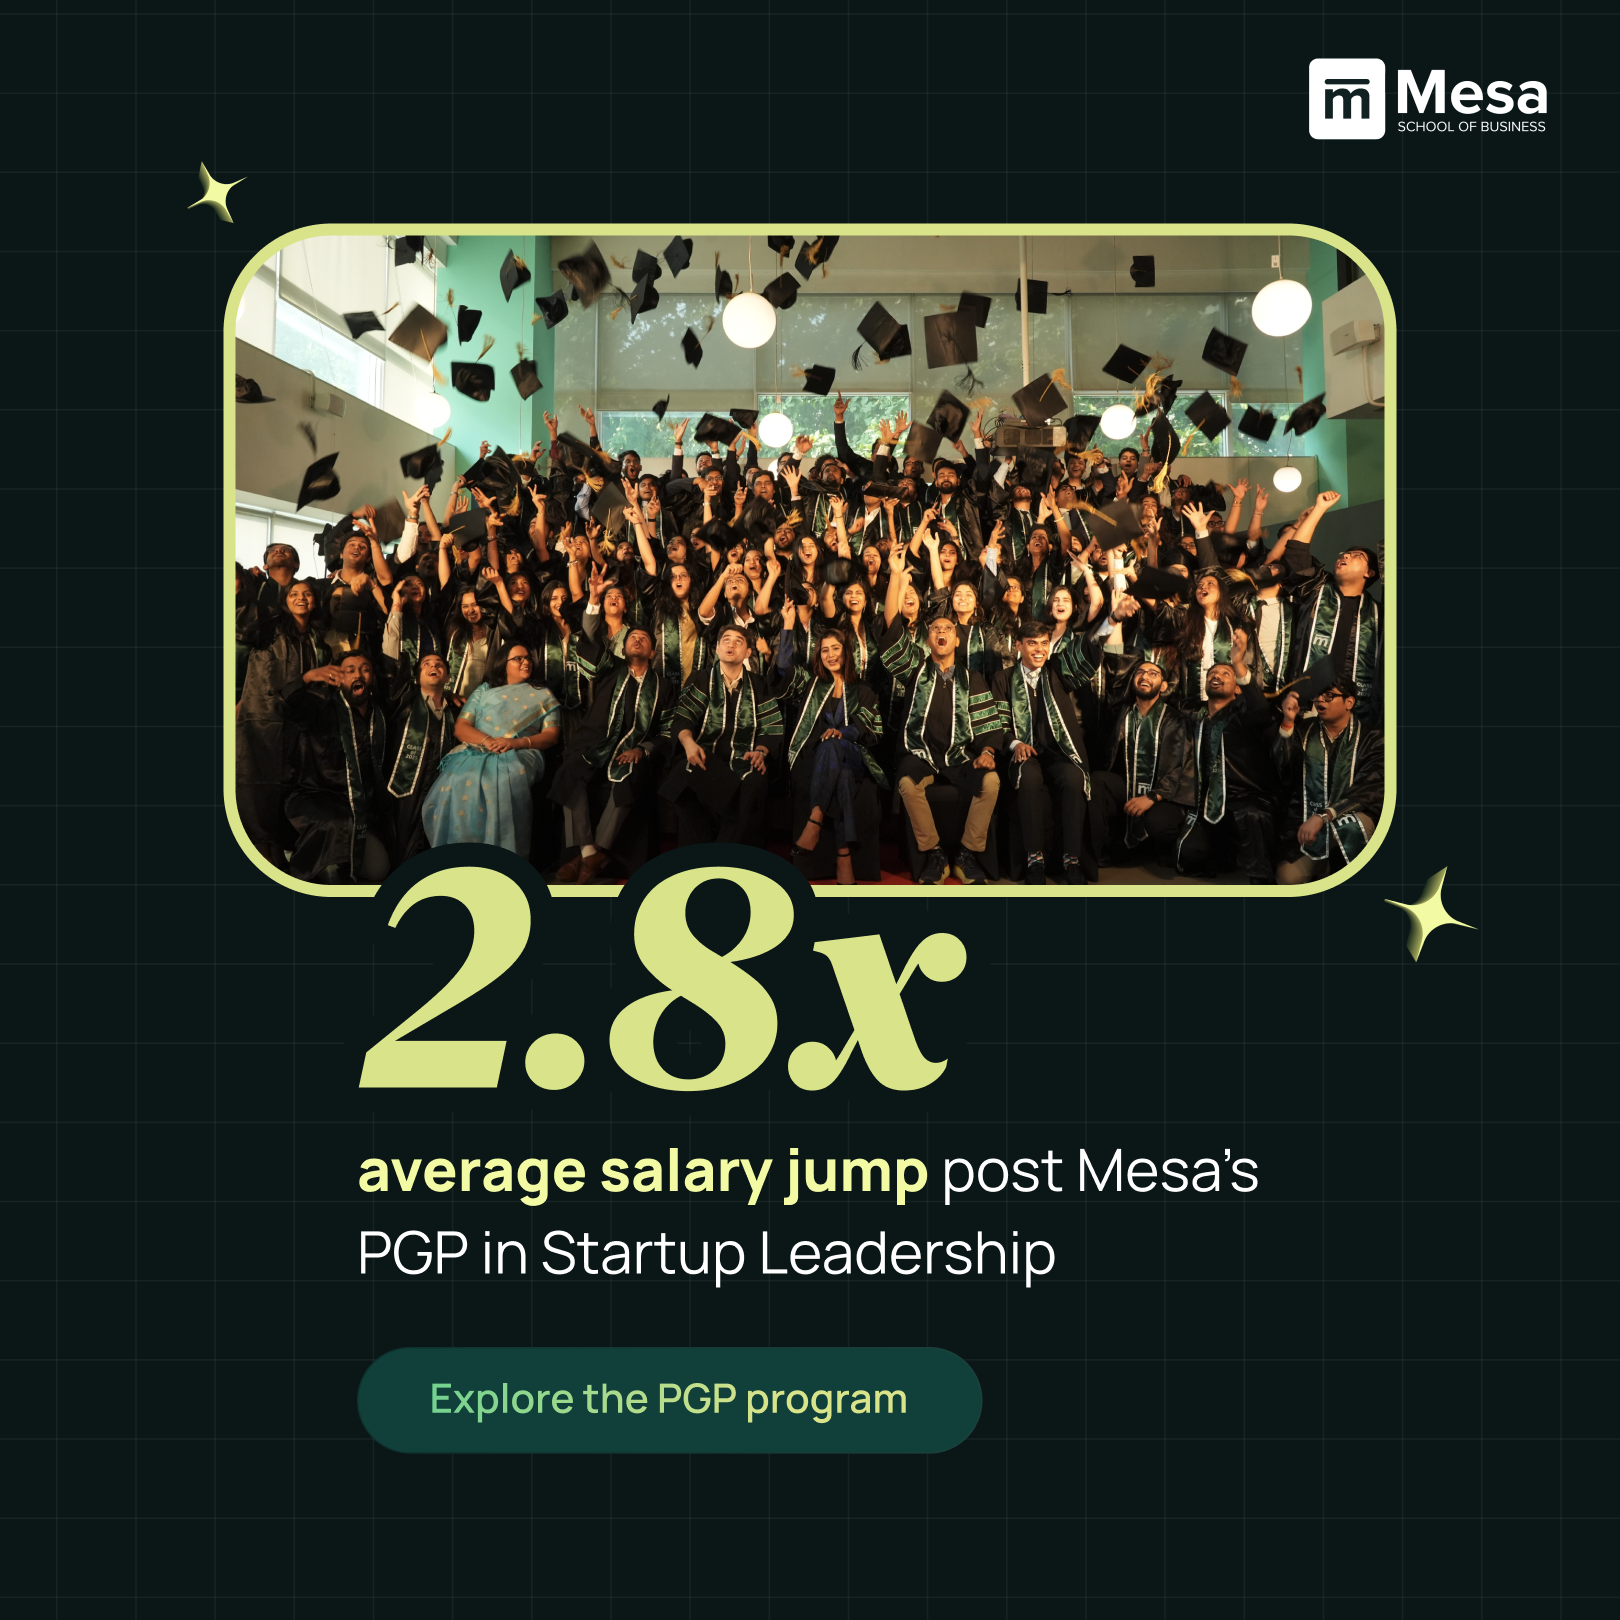 m Mesa
SCHOOL OF BUSINESS
2.8x
average salary jump post Mesa's
PGP in Startup Leadership
Explore the PGP program